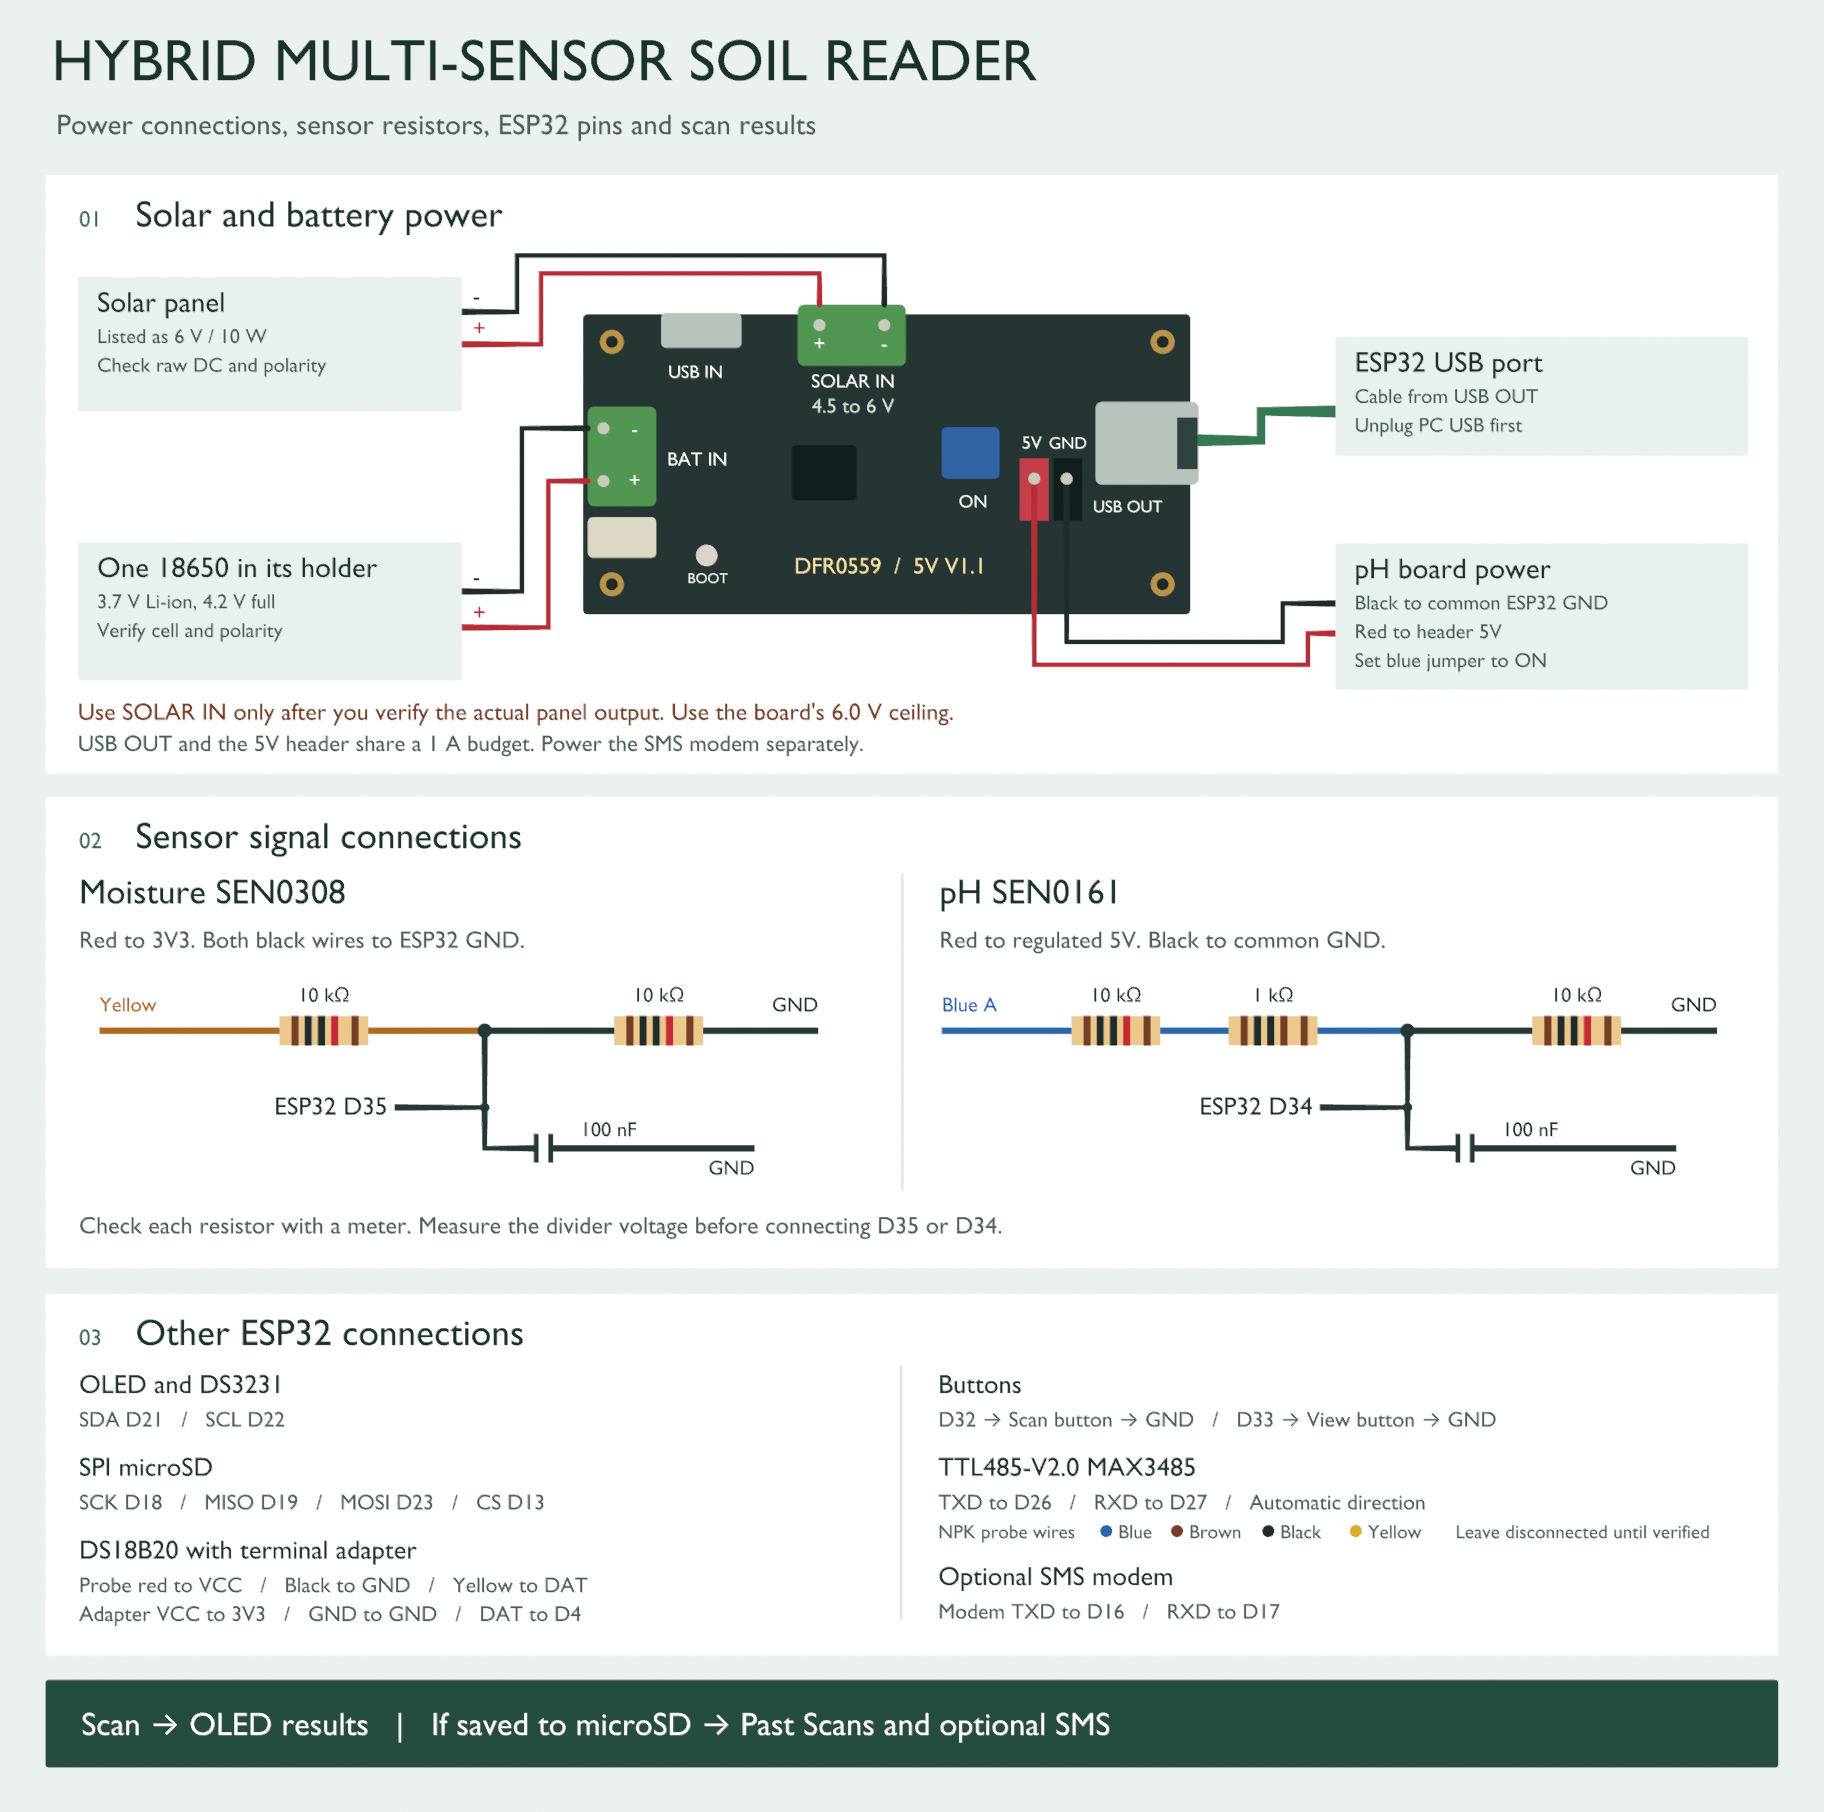 HYBRID MULTI-SENSOR SOIL READER
Power connections, sensor resistors, ESP32 pins and scan results
01 Solar and battery power
Solar panel
Listed as 6 V / 10 W
Check raw DC and polarity
-
+
One 18650 in its holder
3.7 V Li-ion, 4.2 V full
Verify cell and polarity
-
+
USB IN
+ -
SOLAR IN
4.5 to 6 V
-
BAT IN
+
BOOT
ON
5V GND
USB OUT
DFR0559 / 5V V1.1
ESP32 USB port
Cable from USB OUT
Unplug PC USB first
pH board power
Black to common ESP32 GND
Red to header 5V
Set blue jumper to ON
Use SOLAR IN only after you verify the actual panel output. Use the board's 6.0 V ceiling.
USB OUT and the 5V header share a 1 A budget. Power the SMS modem separately.
02 Sensor signal connections
Moisture SEN0308
Red to 3V3. Both black wires to ESP32 GND.
Yellow
10 kΩ
10 kΩ
GND
ESP32 D35
100 nF
GND
pH SEN0161
Red to regulated 5V. Black to common GND.
Blue A
10 kΩ
1 kΩ
10 kΩ
GND
ESP32 D34
100 nF
GND
Check each resistor with a meter. Measure the divider voltage before connecting D35 or D34.
03 Other ESP32 connections
OLED and DS3231
SDA D21 / SCL D22
SPI microSD
SCK D18 / MISO D19 / MOSI D23 / CS D13
DS18B20 with terminal adapter
Probe red to VCC / Black to GND / Yellow to DAT
Adapter VCC to 3V3 / GND to GND / DAT to D4
Buttons
D32 → Scan button → GND / D33 → View button → GND
TTL485-V2.0 MAX3485
TXD to D26 / RXD to D27 / Automatic direction
NPK probe wires Blue Brown Black Yellow Leave disconnected until verified
Optional SMS modem
Modem TXD to D16 / RXD to D17
Scan → OLED results | If saved to microSD → Past Scans and optional SMS